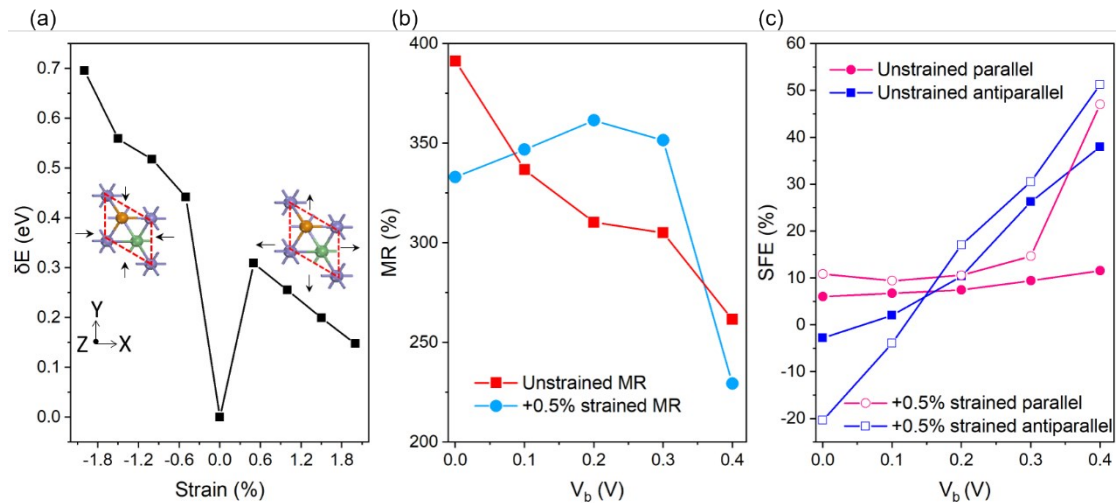 (a)
(b)
(c)
0.7
0.6
0.5
0.4
0.3
0.2
0.1
0.0
δE (eV)
Y
Z
X
-1.8 -1.2 -0.6 0.0 0.6 1.2 1.8
Strain (%)
400
350
300
250
200
MR (%)
Unstrained MR
+0.5% strained MR
0.0 0.1 0.2 0.3 0.4
Vb (V)
60
50
40
30
20
10
0
-10
-20
SFE (%)
Unstrained parallel
Unstrained antiparallel
+0.5% strained parallel
+0.5% strained antiparallel
0.0 0.1 0.2 0.3 0.4
Vb (V)